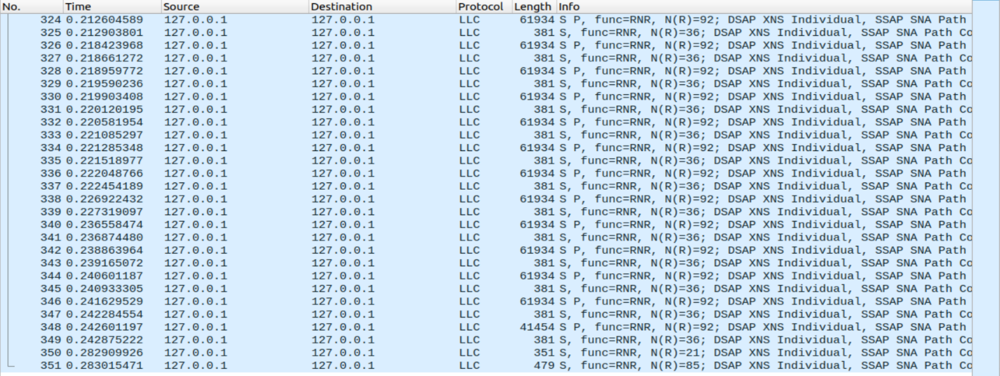 No. Time Source Destination Protocol Length Info
324 0.212604589 127.0.0.1 127.0.0.1 LLC 61934 S P, func=RNR, N(R)=92; DSAP XNS Individual, SSAP SNA Path
325 0.212903801 127.0.0.1 127.0.0.1 LLC 381 S, func=RNR, N(R)=36; DSAP XNS Individual, SSAP SNA Path Co
326 0.218423968 127.0.0.1 127.0.0.1 LLC 61934 S P, func=RNR, N(R)=92; DSAP XNS Individual, SSAP SNA Path
327 0.218661272 127.0.0.1 127.0.0.1 LLC 381 S, func=RNR, N(R)=36; DSAP XNS Individual, SSAP SNA Path Co
328 0.218959772 127.0.0.1 127.0.0.1 LLC 61934 S P, func=RNR, N(R)=92; DSAP XNS Individual, SSAP SNA Path
329 0.219590236 127.0.0.1 127.0.0.1 LLC 381 S, func=RNR, N(R)=36; DSAP XNS Individual, SSAP SNA Path Co
330 0.219903408 127.0.0.1 127.0.0.1 LLC 61934 S P, func=RNR, N(R)=92; DSAP XNS Individual, SSAP SNA Path
331 0.220120195 127.0.0.1 127.0.0.1 LLC 381 S, func=RNR, N(R)=36; DSAP XNS Individual, SSAP SNA Path Co
332 0.220581954 127.0.0.1 127.0.0.1 LLC 61934 S P, func=RNR, N(R)=92; DSAP XNS Individual, SSAP SNA Path
333 0.221085297 127.0.0.1 127.0.0.1 LLC 381 S, func=RNR, N(R)=36; DSAP XNS Individual, SSAP SNA Path Co
334 0.221285348 127.0.0.1 127.0.0.1 LLC 61934 S P, func=RNR, N(R)=92; DSAP XNS Individual, SSAP SNA Path
335 0.221518977 127.0.0.1 127.0.0.1 LLC 381 S, func=RNR, N(R)=36; DSAP XNS Individual, SSAP SNA Path Co
336 0.222048766 127.0.0.1 127.0.0.1 LLC 61934 S P, func=RNR, N(R)=92; DSAP XNS Individual, SSAP SNA Path
337 0.222454189 127.0.0.1 127.0.0.1 LLC 381 S, func=RNR, N(R)=36; DSAP XNS Individual, SSAP SNA Path Co
338 0.226922432 127.0.0.1 127.0.0.1 LLC 61934 S P, func=RNR, N(R)=92; DSAP XNS Individual, SSAP SNA Path
339 0.227319097 127.0.0.1 127.0.0.1 LLC 381 S, func=RNR, N(R)=36; DSAP XNS Individual, SSAP SNA Path Co
340 0.236558474 127.0.0.1 127.0.0.1 LLC 61934 S P, func=RNR, N(R)=92; DSAP XNS Individual, SSAP SNA Path
341 0.236874480 127.0.0.1 127.0.0.1 LLC 381 S, func=RNR, N(R)=36; DSAP XNS Individual, SSAP SNA Path Co
342 0.238863964 127.0.0.1 127.0.0.1 LLC 61934 S P, func=RNR, N(R)=92; DSAP XNS Individual, SSAP SNA Path
343 0.239165072 127.0.0.1 127.0.0.1 LLC 381 S, func=RNR, N(R)=36; DSAP XNS Individual, SSAP SNA Path Co
344 0.240601187 127.0.0.1 127.0.0.1 LLC 61934 S P, func=RNR, N(R)=92; DSAP XNS Individual, SSAP SNA Path
345 0.240933305 127.0.0.1 127.0.0.1 LLC 381 S, func=RNR, N(R)=36; DSAP XNS Individual, SSAP SNA Path Co
346 0.241629529 127.0.0.1 127.0.0.1 LLC 61934 S P, func=RNR, N(R)=92; DSAP XNS Individual, SSAP SNA Path
347 0.242284554 127.0.0.1 127.0.0.1 LLC 381 S, func=RNR, N(R)=36; DSAP XNS Individual, SSAP SNA Path Co
348 0.242601197 127.0.0.1 127.0.0.1 LLC 41454 S P, func=RNR, N(R)=92; DSAP XNS Individual, SSAP SNA Path
349 0.242875222 127.0.0.1 127.0.0.1 LLC 381 S, func=RNR, N(R)=36; DSAP XNS Individual, SSAP SNA Path Co
350 0.282909926 127.0.0.1 127.0.0.1 LLC 351 S, func=RNR, N(R)=21; DSAP XNS Individual, SSAP SNA Path Co
351 0.283015471 127.0.0.1 127.0.0.1 LLC 479 S, func=RNR, N(R)=85; DSAP XNS Individual, SSAP SNA Path Co